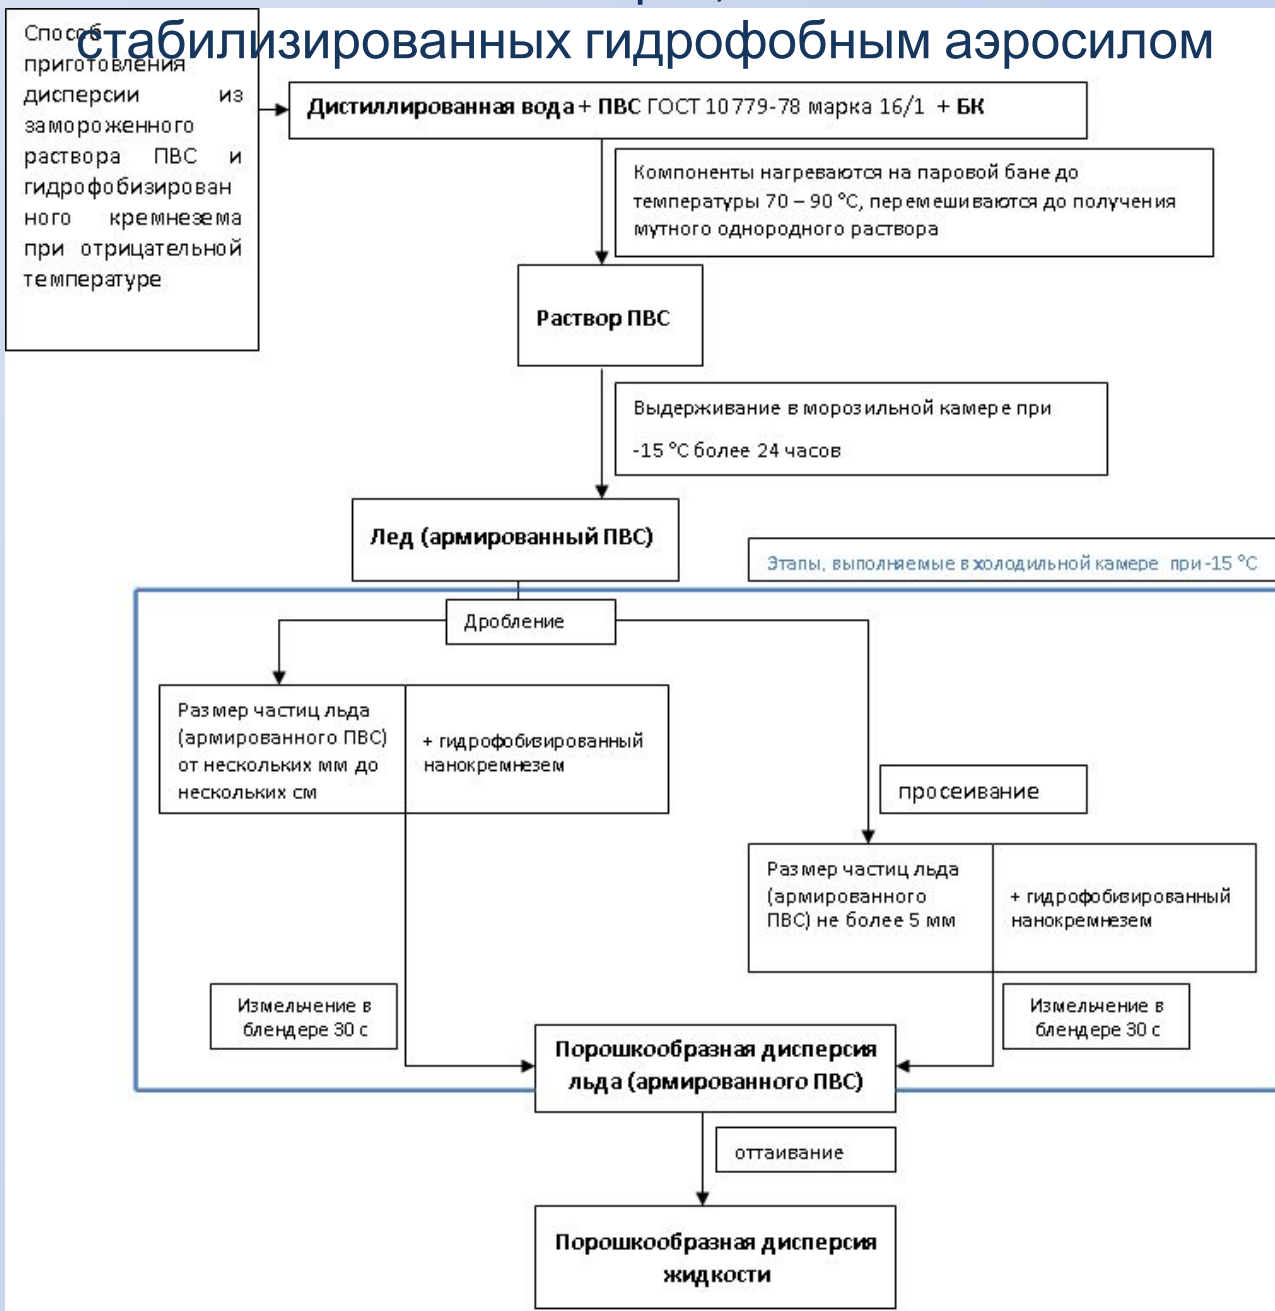 стабилизированных гидрофобным аэросилом
Способ
приготовления
дисперсии из
замороженного
раствора ПВС и
гидрофобизирован
ного кремнезема
при отрицательной
температуре
Дистиллированная вода + ПВС ГОСТ 10779-78 марка 16/1 + БК
Компоненты нагреваются на паровой бане до
температуры 70 – 90 °С, перемешиваются до получения
мутного однородного раствора
Раствор ПВС
Выдерживание в морозильной камере при
-15 °С более 24 часов
Лед (армированный ПВС)
Этапы, выполняемые в холодильной камере при -15 °С
Дробление
Размер частиц льда
(армированного ПВС)
от нескольких мм до
нескольких см
+ гидрофобизированный
нанокремнезем
просеивание
Размер частиц льда
(армированного
ПВС) не более 5 мм
+ гидрофобизированный
нанокремнезем
Измельчение в
блендере 30 с
Измельчение в
блендере 30 с
Порошкообразная дисперсия
льда (армированного ПВС)
оттаивание
Порошкообразная дисперсия
жидкости